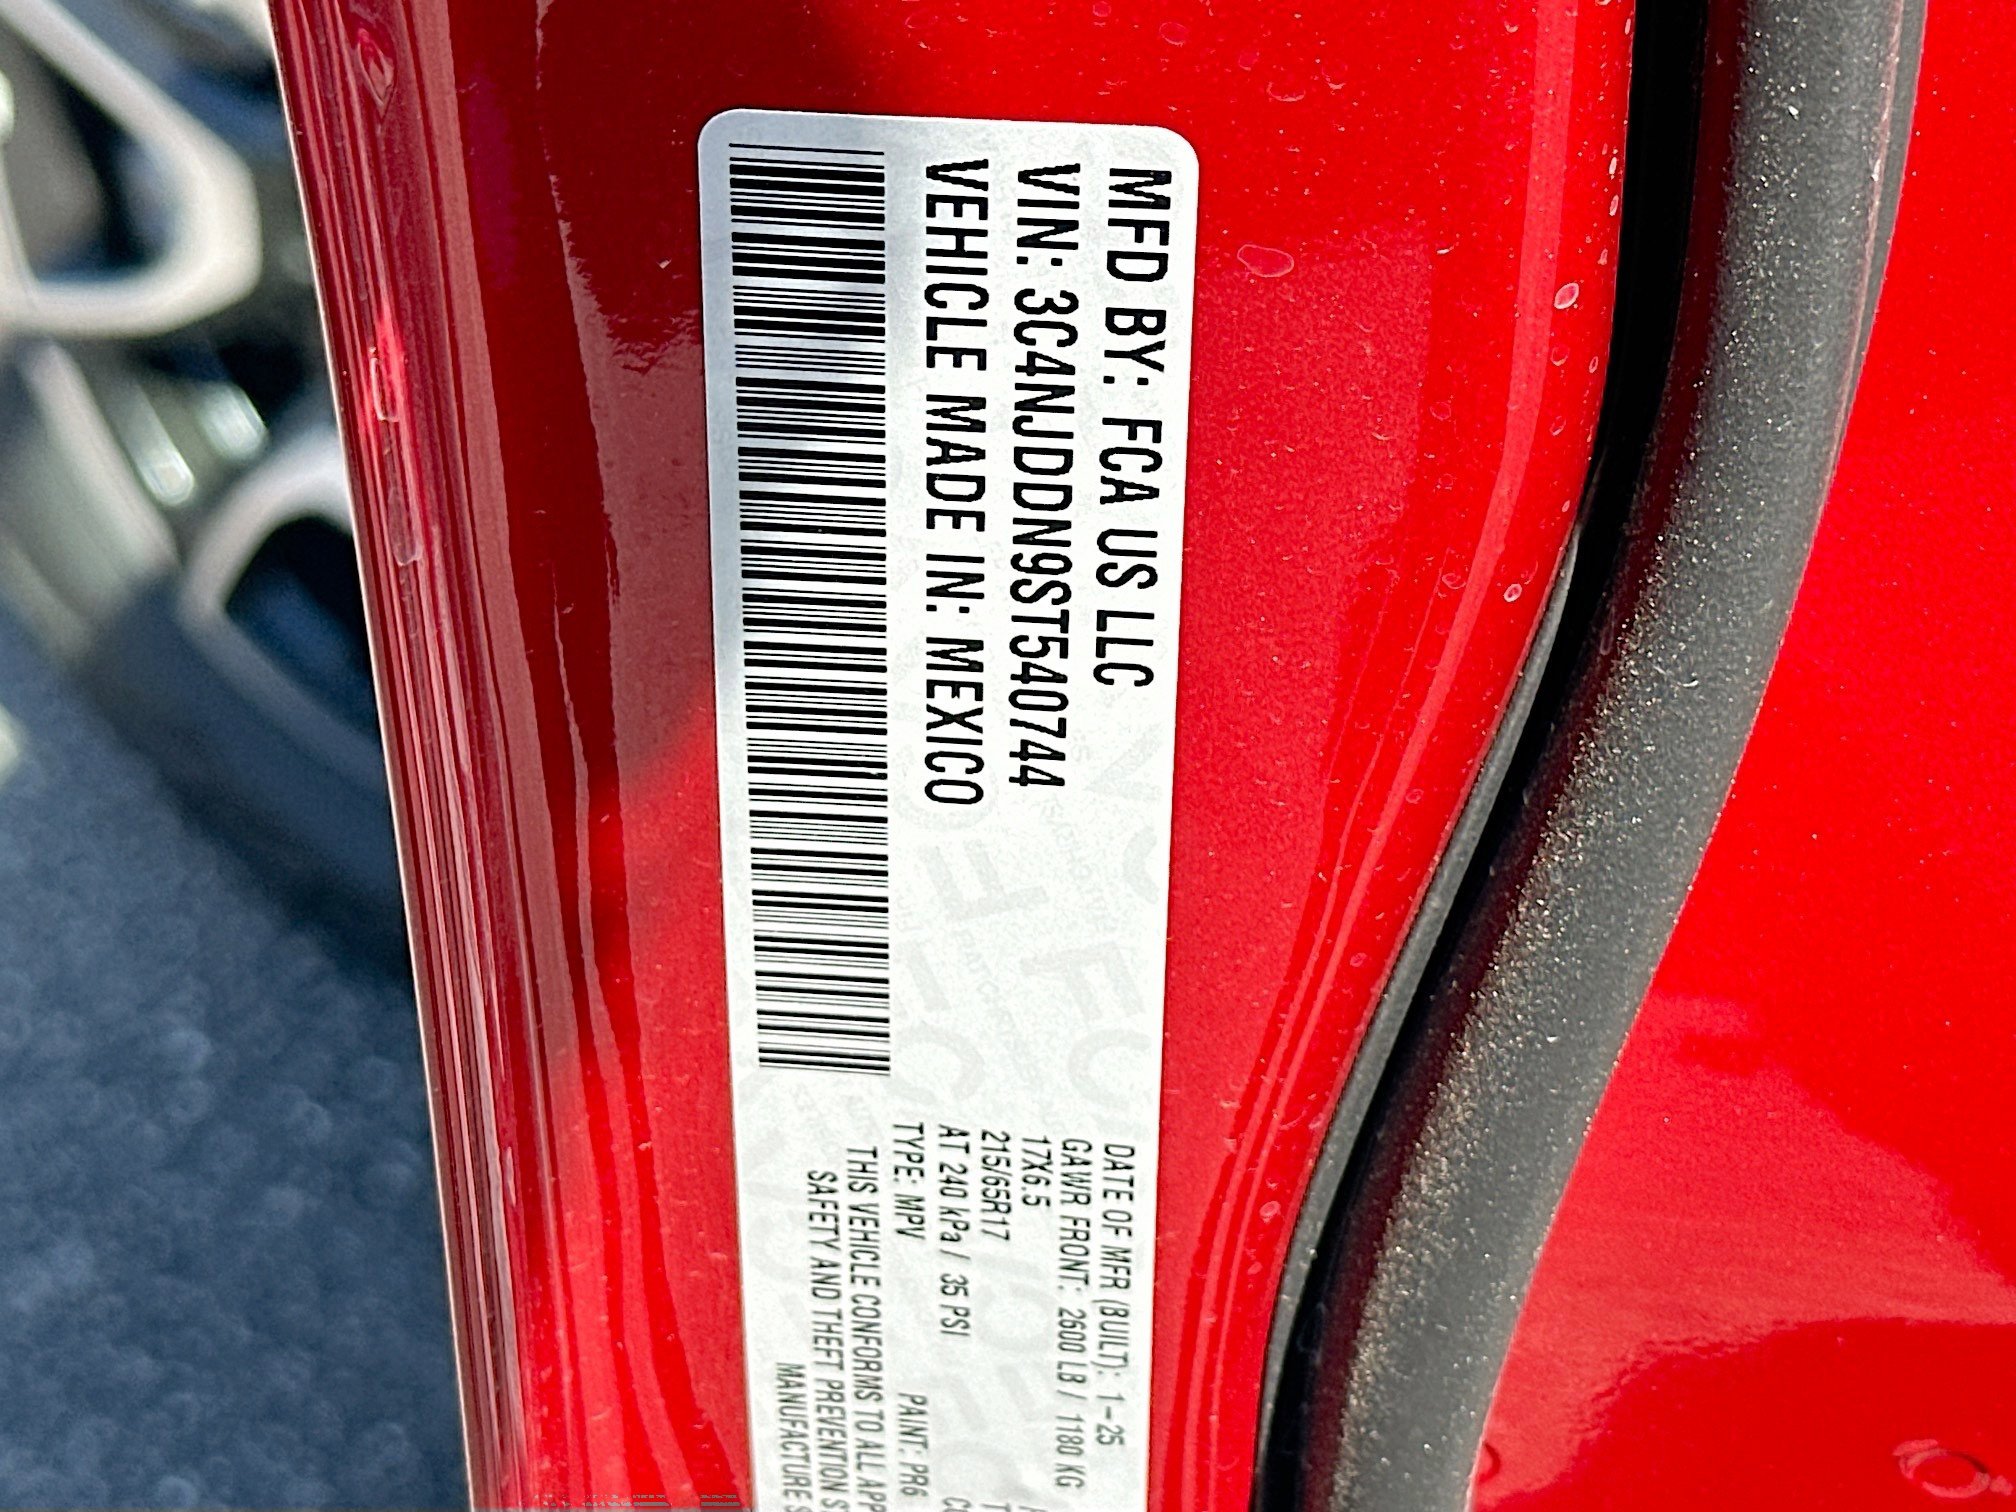 MFD BY: FCA US LLC
VIN: 3C4NJDDN9ST540744
VEHICLE MADE IN: MEXICO
DATE OF MFR (BUILT): 1-25
GAWR FRONT: 2600 LB / 1180 KG
17X6.5
215/65R17
AT 240 kPa / 35 PSI
TYPE: MPV PAINT: PR6
THIS VEHICLE CONFORMS TO ALL APP
SAFETY AND THEFT PREVENTION S
MANUFACTURE S